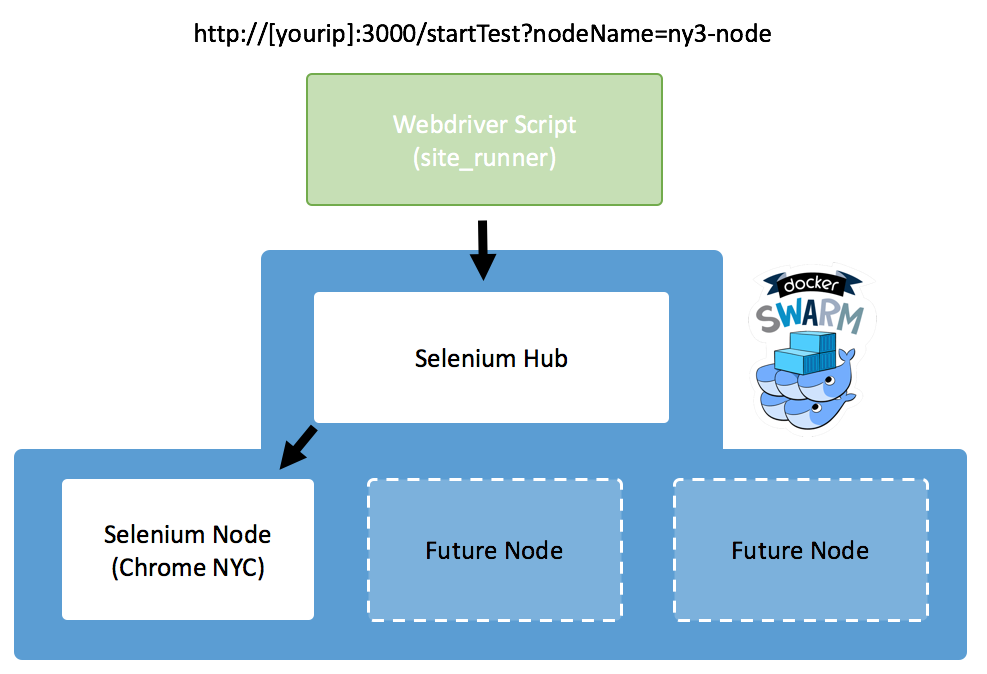 http://[yourip]:3000/startTest?nodeName=ny3-node
Webdriver Script
(site_runner)
Selenium Hub
docker
SWARM
Selenium Node
(Chrome NYC)
Future Node
Future Node